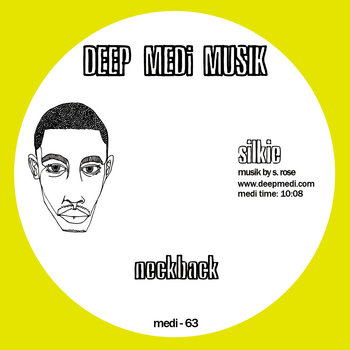 DEEP MEDi MUSIK
silkie
musik by s. rose
www.deepmedi.com
medi time: 10:08
neckback
medi - 63